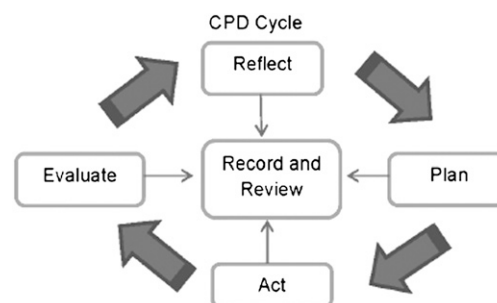 CPD Cycle
Reflect
Evaluate
Record and
Review
Plan
Act